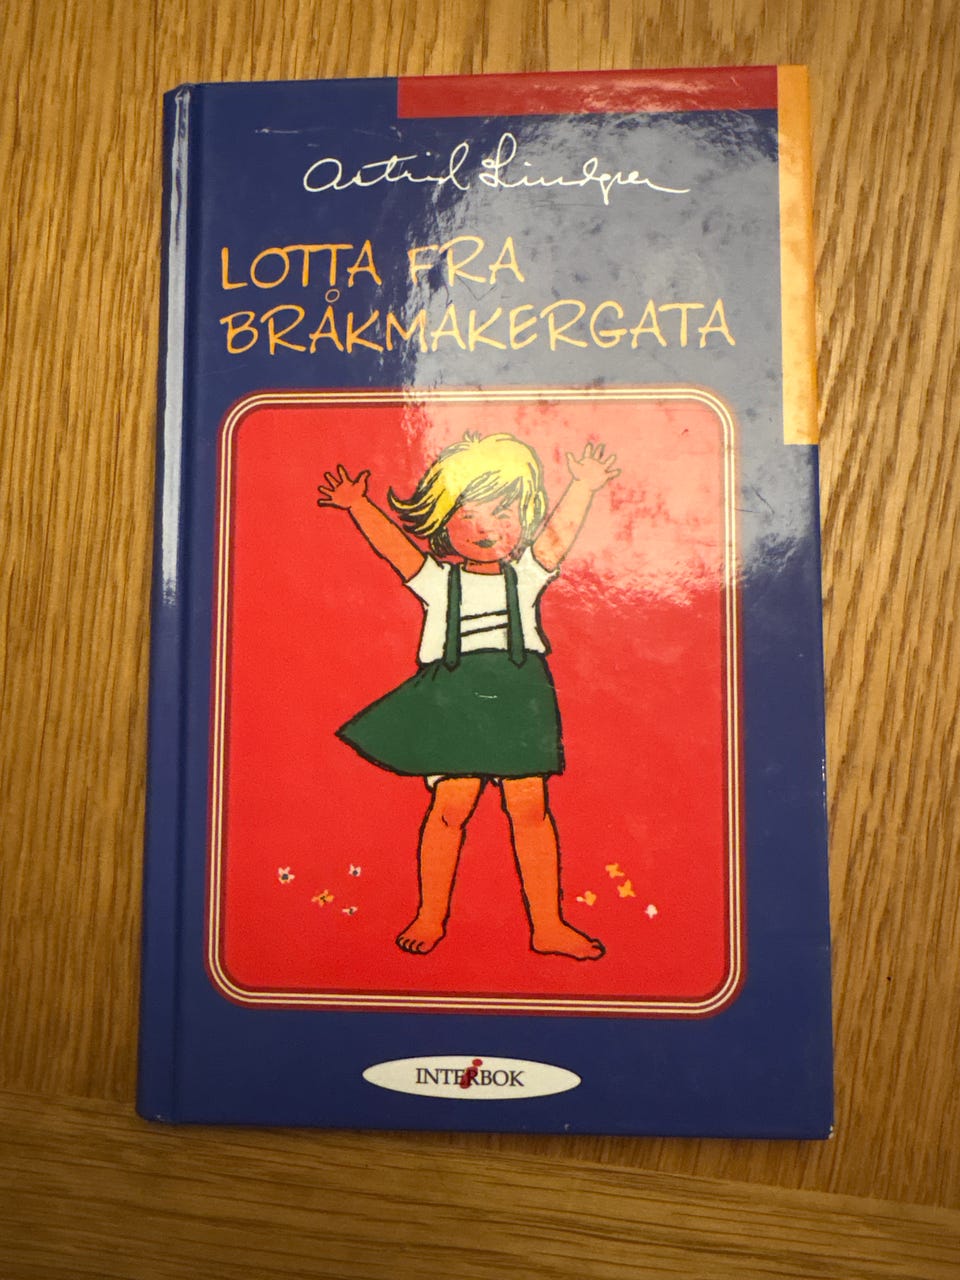 Astrid Lindgren
LOTTA FRA
BRÅKMAKERGATA
INTERBOK